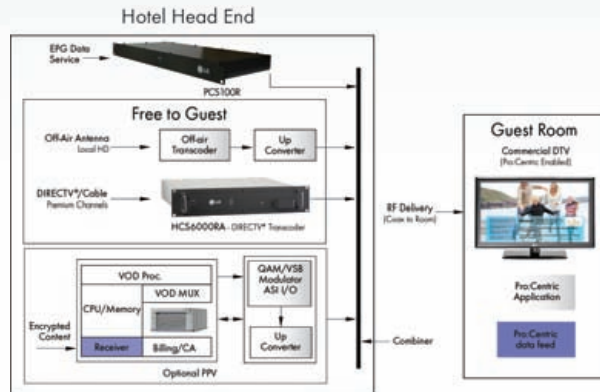 Hotel Head End
EPG Data
Service
PCS100R
Free to Guest
Off-Air Antenna
Local HD
Off-air
Transcoder
Up
Converter
DIRECTV®/Cable
Premium Channels
HCS6000RA - DIRECTV® Transcoder
VOD Proc.
CPU/Memory
VOD MUX
Encrypted
Content
Receiver
Billing/CA
QAM/VSB
Modulator
ASI I/O
Up
Converter
Optional PPV
RF Delivery
(Coax to Room)
Combiner
Guest Room
Commercial DTV
(Pro:Centric Enabled)
Pro:Centric
Application
Pro:Centric
data feed